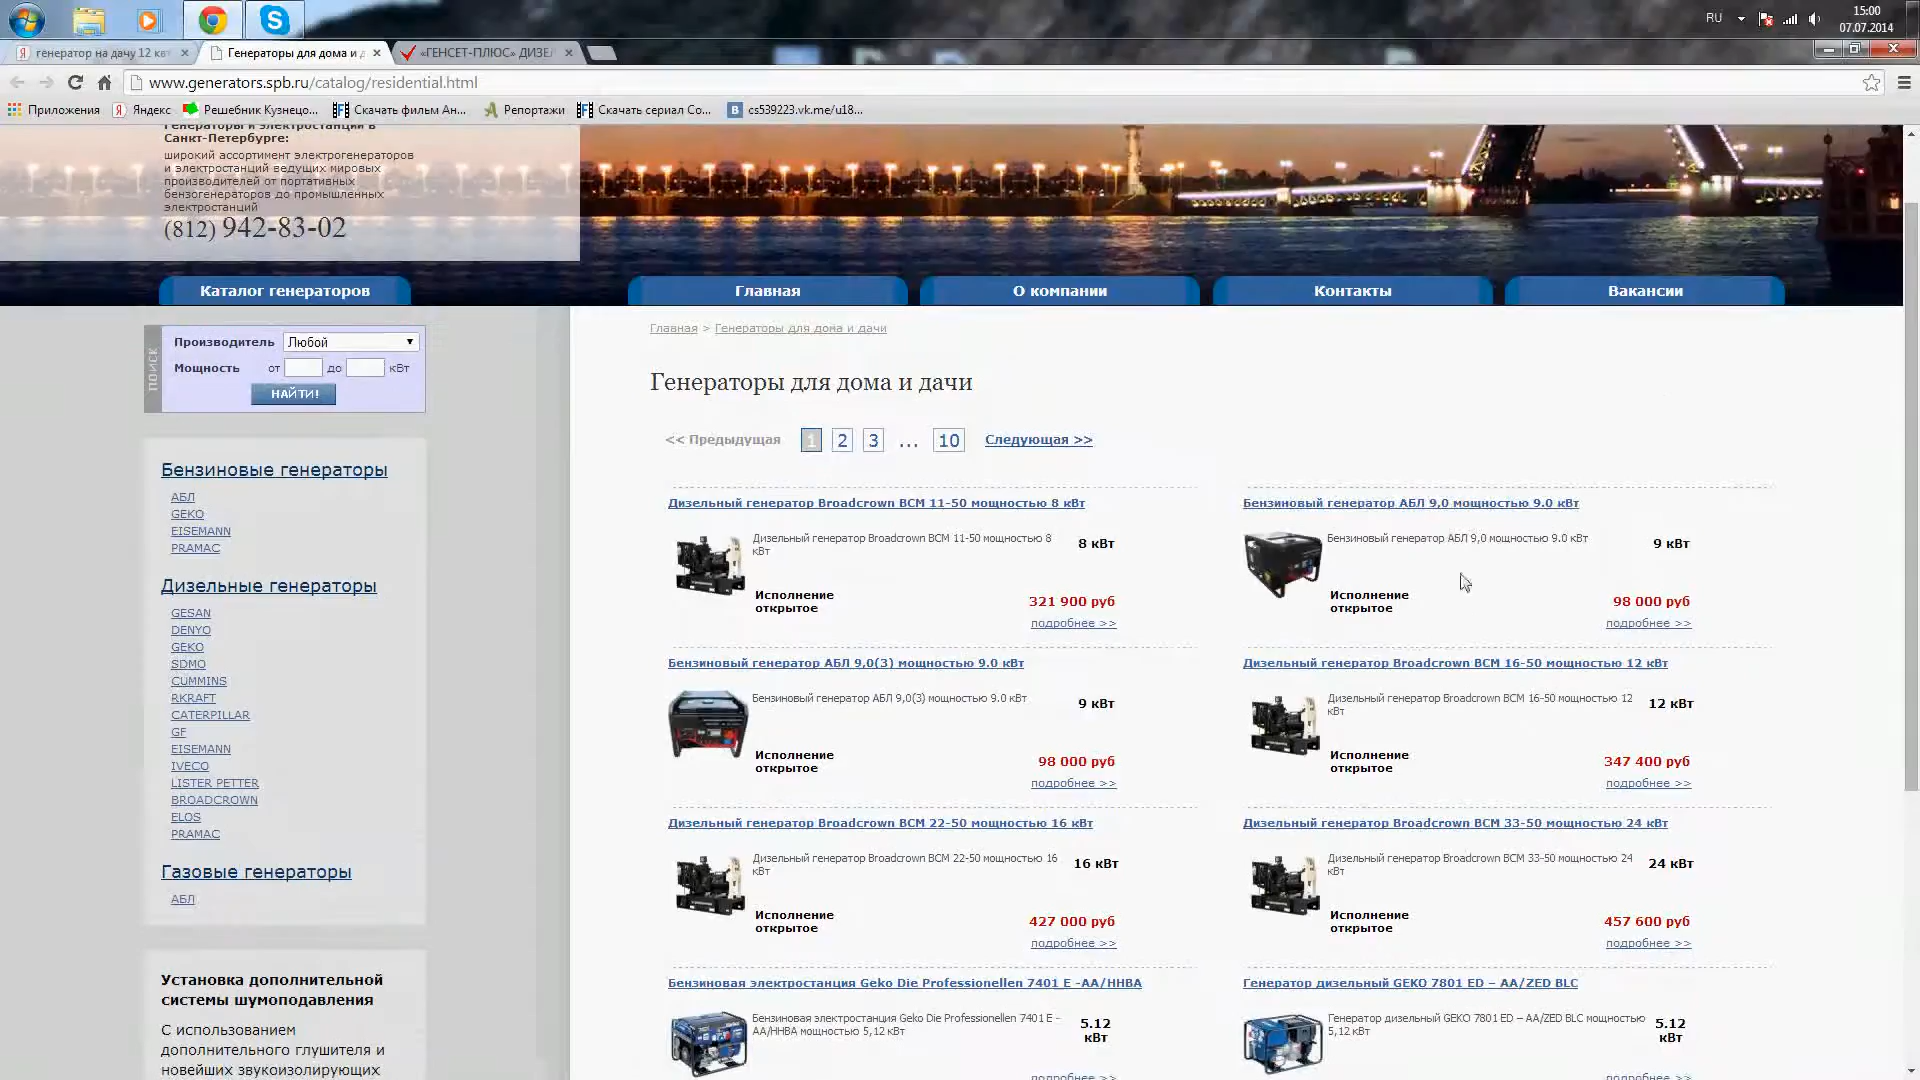 RU
15:00
07.07.2014
генератор на дачу 12 квт
Генераторы для дома и д
«ГЕНСЕТ-ПЛЮС» ДИЗЕЛ
www.generators.spb.ru/catalog/residential.html
Приложения
Яндекс
Решебник Кузнецо...
Скачать фильм Ан...
Репортажи
Скачать сериал Со...
cs539223.vk.me/u18...
Генераторы и электростанции в
Санкт-Петербурге:
широкий ассортимент электрогенераторов
и электростанций ведущих мировых
производителей от портативных
бензогенераторов до промышленных
электростанций
(812) 942-83-02
Каталог генераторов
Главная
О компании
Контакты
Вакансии
ПОИСК
Производитель Любой
Мощность от до кВт
НАЙТИ!
Бензиновые генераторы
АБЛ
GEKO
EISEMANN
PRAMAC
Дизельные генераторы
GESAN
DENYO
GEKO
SDMO
CUMMINS
RKRAFT
CATERPILLAR
GF
EISEMANN
IVECO
LISTER PETTER
BROADCROWN
ELOS
PRAMAC
Газовые генераторы
АБЛ
Установка дополнительной
системы шумоподавления
С использованием
дополнительного глушителя и
новейших звукоизолирующих
Главная > Генераторы для дома и дачи
Генераторы для дома и дачи
<< Предыдущая 1 2 3 ... 10 Следующая >>
Дизельный генератор Broadcrown BCM 11-50 мощностью 8 кВт
Дизельный генератор Broadcrown BCM 11-50 мощностью 8
кВт
8 кВт
Исполнение
открытое
321 900 руб
подробнее >>
Бензиновый генератор АБЛ 9,0 мощностью 9.0 кВт
Бензиновый генератор АБЛ 9,0 мощностью 9.0 кВт
9 кВт
Исполнение
открытое
98 000 руб
подробнее >>
Бензиновый генератор АБЛ 9,0(3) мощностью 9.0 кВт
Бензиновый генератор АБЛ 9,0(3) мощностью 9.0 кВт
9 кВт
Исполнение
открытое
98 000 руб
подробнее >>
Дизельный генератор Broadcrown BCM 16-50 мощностью 12 кВт
Дизельный генератор Broadcrown BCM 16-50 мощностью 12
кВт
12 кВт
Исполнение
открытое
347 400 руб
подробнее >>
Дизельный генератор Broadcrown BCM 22-50 мощностью 16 кВт
Дизельный генератор Broadcrown BCM 22-50 мощностью 16
кВт
16 кВт
Исполнение
открытое
427 000 руб
подробнее >>
Дизельный генератор Broadcrown BCM 33-50 мощностью 24 кВт
Дизельный генератор Broadcrown BCM 33-50 мощностью 24
кВт
24 кВт
Исполнение
открытое
457 600 руб
подробнее >>
Бензиновая электростанция Geko Die Professionellen 7401 E -AA/HHBA
Бензиновая электростанция Geko Die Professionellen 7401 E -
AA/HHBA мощностью 5,12 кВт
5.12
кВт
подробнее >>
Генератор дизельный GEKO 7801 ED – AA/ZED BLC
Генератор дизельный GEKO 7801 ED – AA/ZED BLC мощностью
5,12 кВт
5.12
кВт
подробнее >>